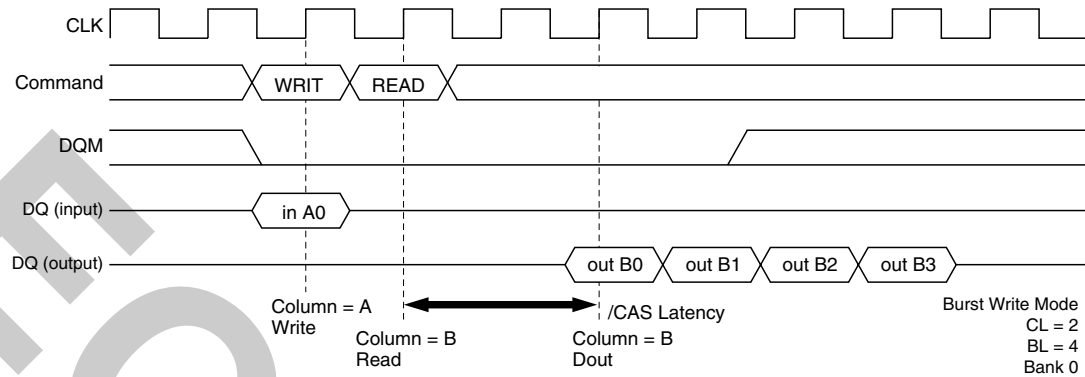 CLK
Command
WRIT
READ
DQM
DQ (input)
in A0
DQ (output)
out B0
out B1
out B2
out B3
Column = A
Write
Column = B
Read
/CAS Latency
Column = B
Dout
Burst Write Mode
CL = 2
BL = 4
Bank 0